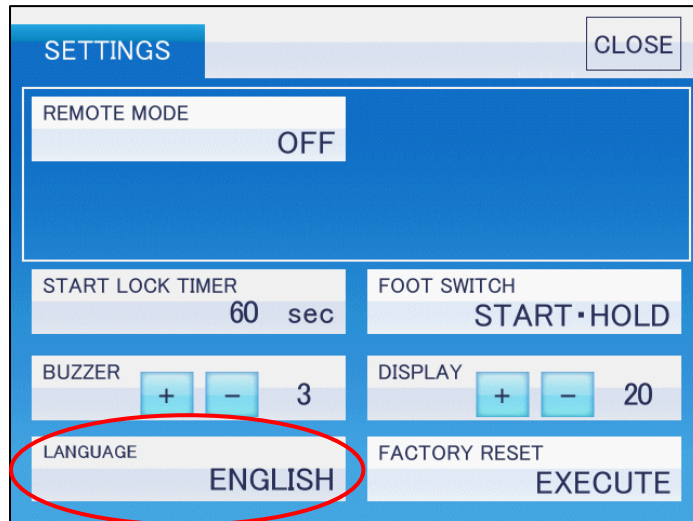 SETTINGS
CLOSE
REMOTE MODE
OFF
START LOCK TIMER
60 sec
FOOT SWITCH
START・HOLD
BUZZER
+ - 3
DISPLAY
+ - 20
LANGUAGE
ENGLISH
FACTORY RESET
EXECUTE